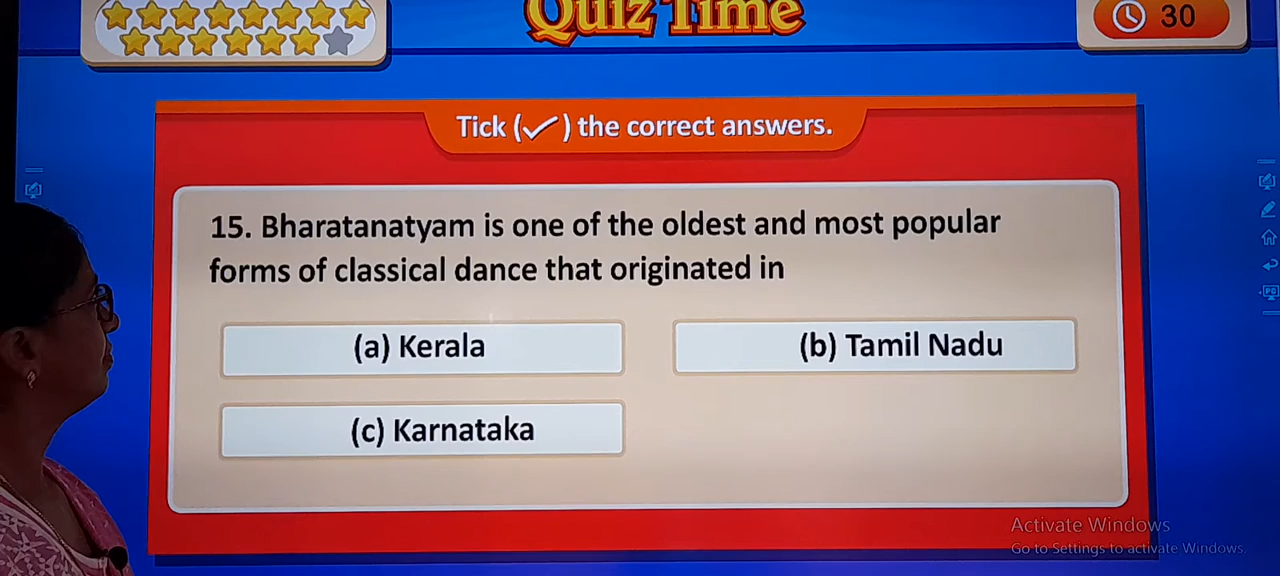 Quiz Time
30
Tick (✓) the correct answers.
15. Bharatanatyam is one of the oldest and most popular
forms of classical dance that originated in
(a) Kerala
(b) Tamil Nadu
(c) Karnataka
Activate Windows
Go to Settings to activate Windows.